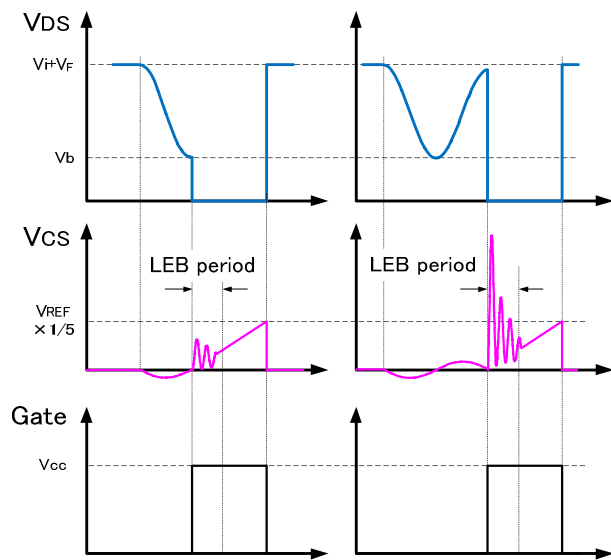 VDS
Vi+VF
Vb
VCS
LEB period
LEB period
VREF
×1/5
Gate
Vcc